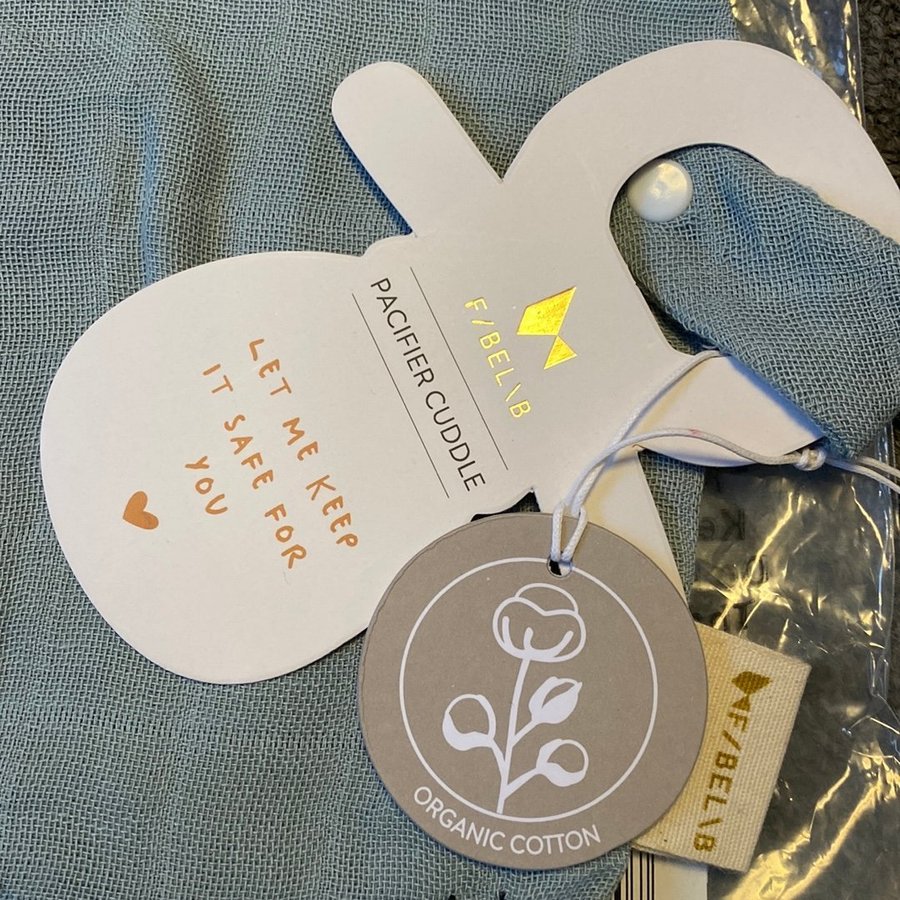 F/BEL\B
PACIFIER CUDDLE
LET ME KEEP
IT SAFE FOR
YOU
ORGANIC COTTON
F/BEL\B